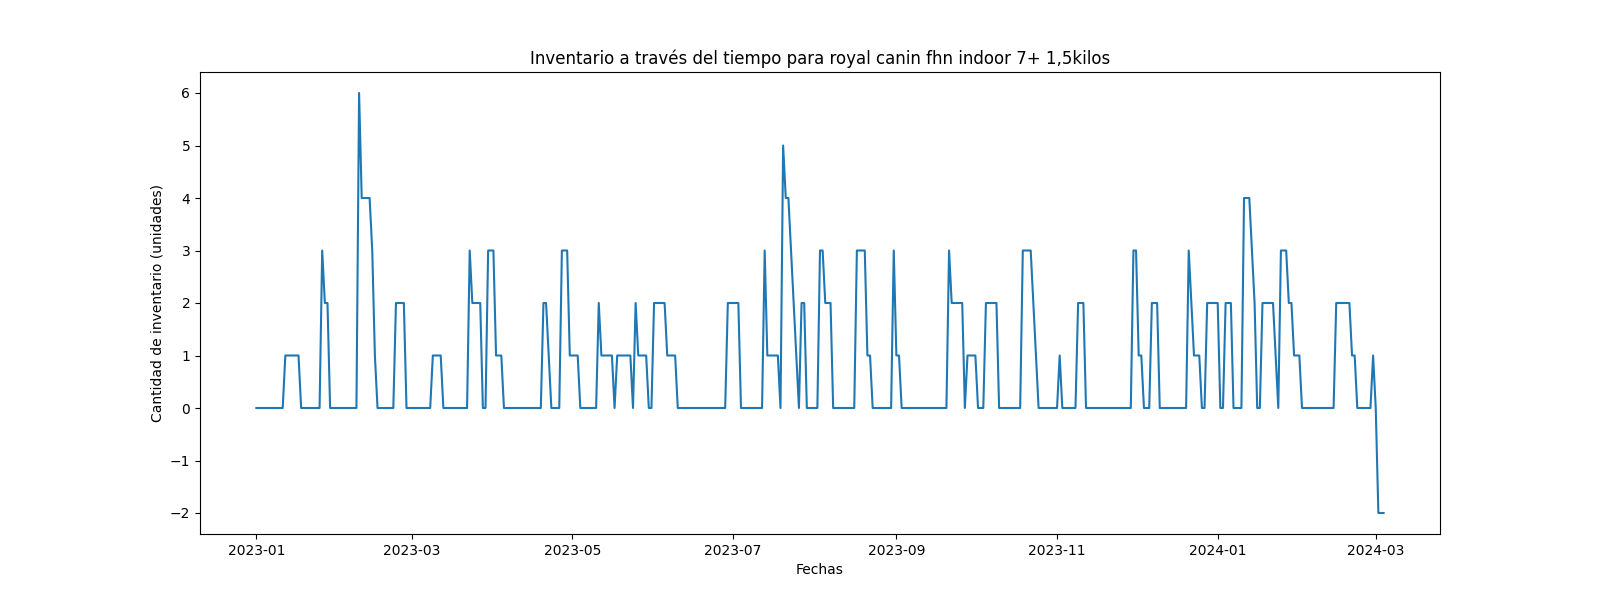 Inventario a través del tiempo para royal canin fhn indoor 7+ 1,5kilos
6
5
4
3
2
1
0
−1
−2
Cantidad de inventario (unidades)
2023-01 2023-03 2023-05 2023-07 2023-09 2023-11 2024-01 2024-03
Fechas